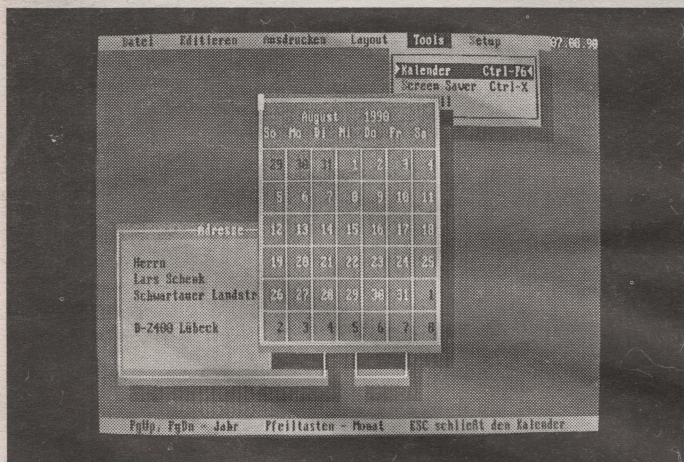 Datei Editieren Ausdrucken Layout Tools Setup 07.08.90
Kalender Ctrl-F6
Screen Saver Ctrl-X
August 1990
So Mo Di Mi Do Fr Sa
29 30 31 1 2 3 4
5 6 7 8 9 10 11
12 13 14 15 16 17 18
19 20 21 22 23 24 25
26 27 28 29 30 31 1
2 3 4 5 6 7 8
Adresse
Herrn
Lars Schenk
Schwartauer Landstr
D-2400 Lübeck
PgUp, PgDn - Jahr Pfeiltasten - Monat ESC schließt den Kalender